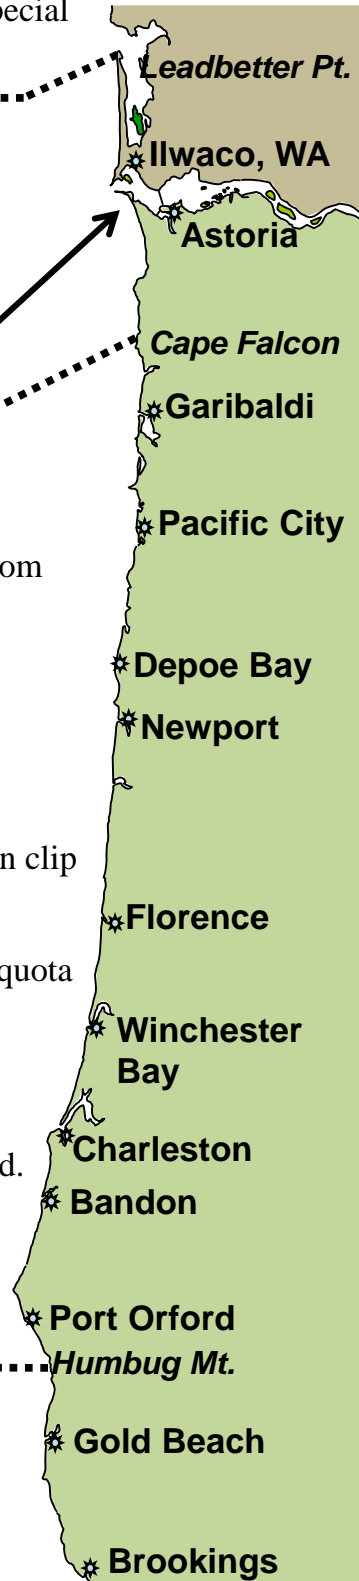 pecial
Leadbetter Pt.
Ilwaco, WA
Astoria
Cape Falcon
Garibaldi
Pacific City
om
Depoe Bay
Newport
n clip
Florence
quota
Winchester
Bay
Charleston
d.
Bandon
Port Orford
Humbug Mt.
Gold Beach
Brookings